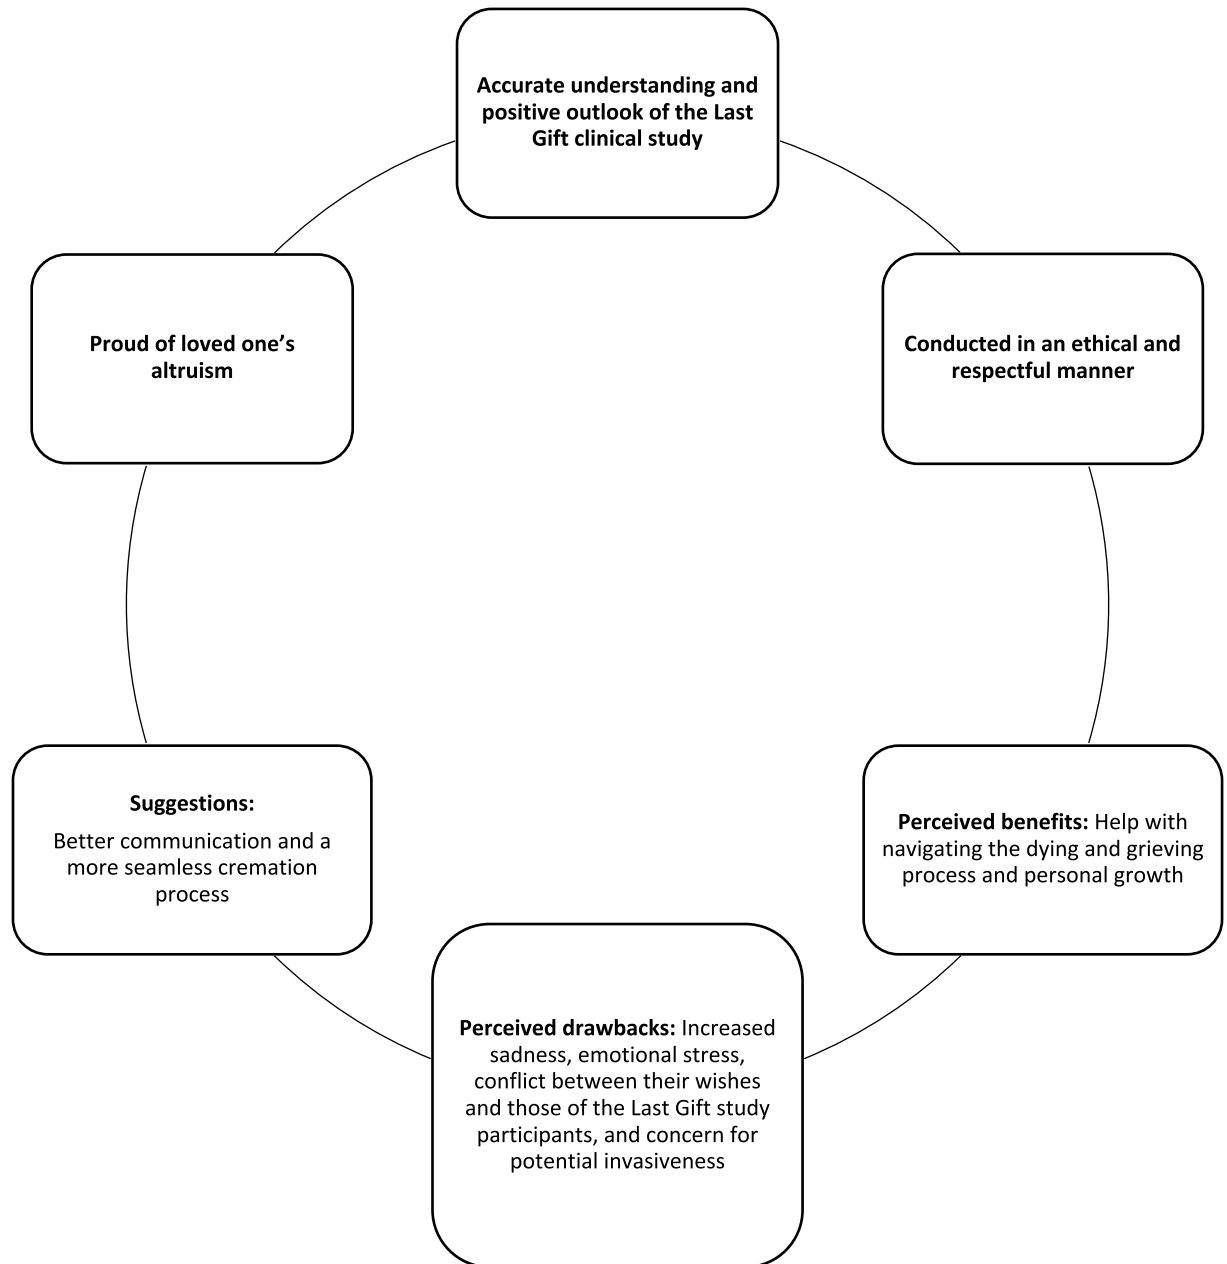 Accurate understanding and
positive outlook of the Last
Gift clinical study
Proud of loved one’s
altruism
Conducted in an ethical and
respectful manner
Suggestions:
Better communication and a
more seamless cremation
process
Perceived benefits: Help with
navigating the dying and grieving
process and personal growth
Perceived drawbacks: Increased
sadness, emotional stress,
conflict between their wishes
and those of the Last Gift study
participants, and concern for
potential invasiveness